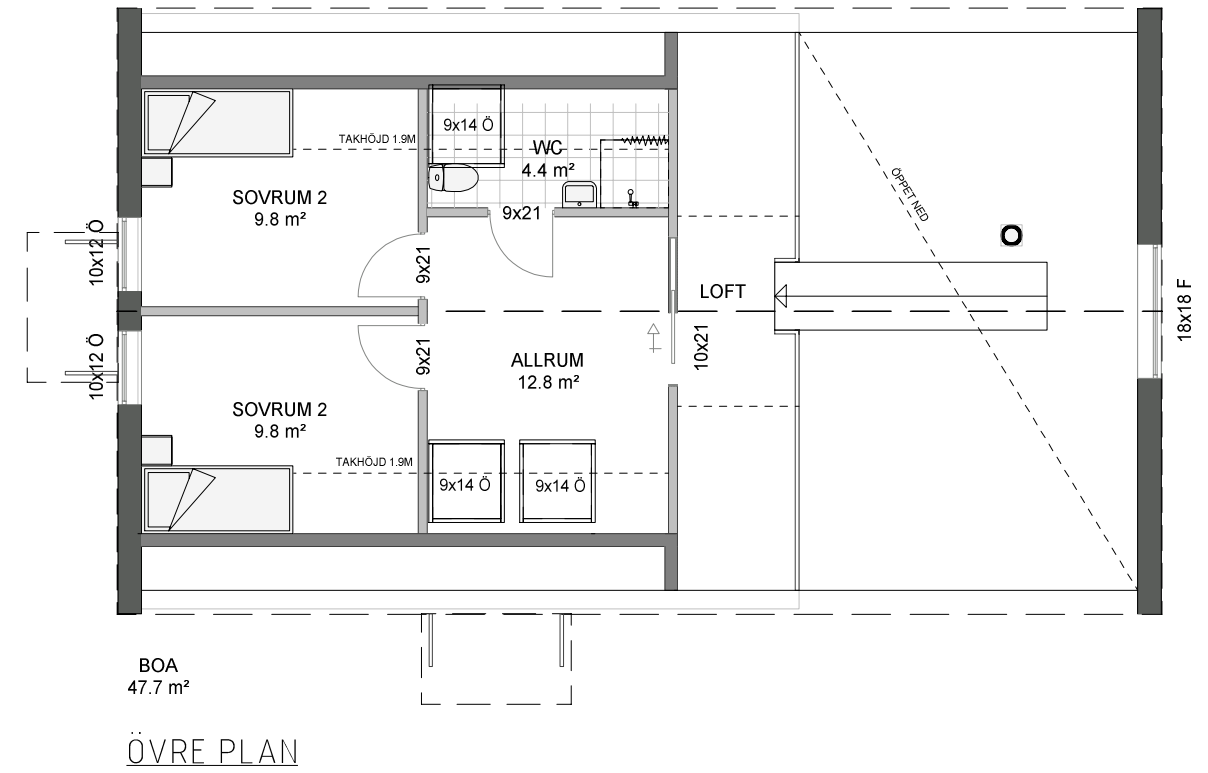 9x14 Ö
TAKHÖJD 1.9M
WC
4.4 m²
SOVRUM 2
9.8 m²
9x21
ÖPPET NED
10x12 Ö
9x21
LOFT
18x18 F
10x12 Ö
9x21
10x21
ALLRUM
12.8 m²
SOVRUM 2
9.8 m²
TAKHÖJD 1.9M
9x14 Ö
9x14 Ö
BOA
47.7 m²
ÖVRE PLAN